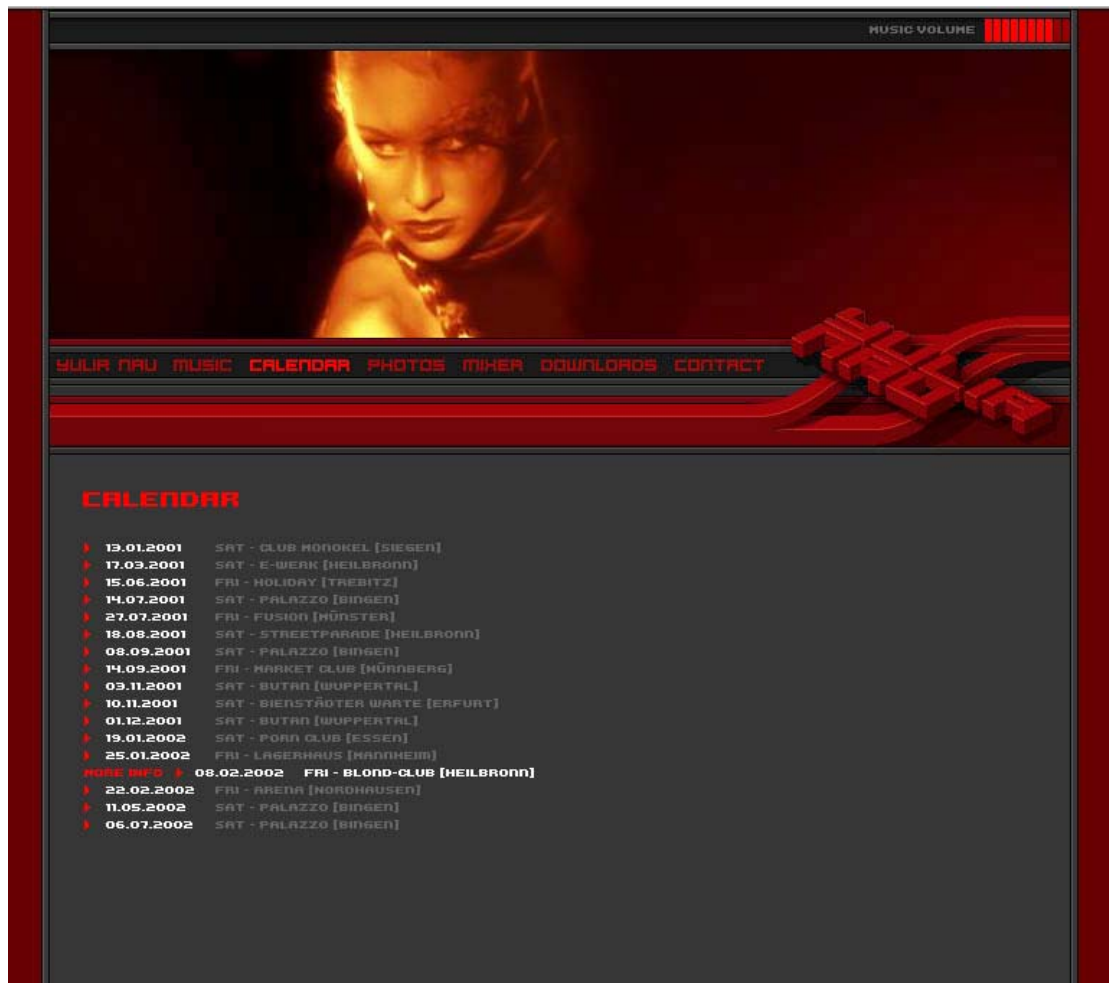 MUSIC VOLUME
YULIA NAU MUSIC CALENDAR PHOTOS MIXER DOWNLOADS CONTACT
YULIA
NAU
CALENDAR
13.01.2001 SAT - CLUB MONOKEL [SIEGEN]
17.03.2001 SAT - E-WERK [HEILBRONN]
15.06.2001 FRI - HOLIDAY [TREBITZ]
14.07.2001 SAT - PALAZZO [BINGEN]
27.07.2001 FRI - FUSION [MÜNSTER]
18.08.2001 SAT - STREETPARADE [HEILBRONN]
08.09.2001 SAT - PALAZZO [BINGEN]
14.09.2001 FRI - MARKET CLUB [NÜRNBERG]
03.11.2001 SAT - BUTAN [WUPPERTAL]
10.11.2001 SAT - BIENSTÄDTER WARTE [ERFURT]
01.12.2001 SAT - BUTAN [WUPPERTAL]
19.01.2002 SAT - PORN CLUB [ESSEN]
25.01.2002 FRI - LAGERHAUS [MANNHEIM]
MORE INFO 08.02.2002 FRI - BLOND-CLUB [HEILBRONN]
22.02.2002 FRI - ARENA [NORDHAUSEN]
11.05.2002 SAT - PALAZZO [BINGEN]
06.07.2002 SAT - PALAZZO [BINGEN]